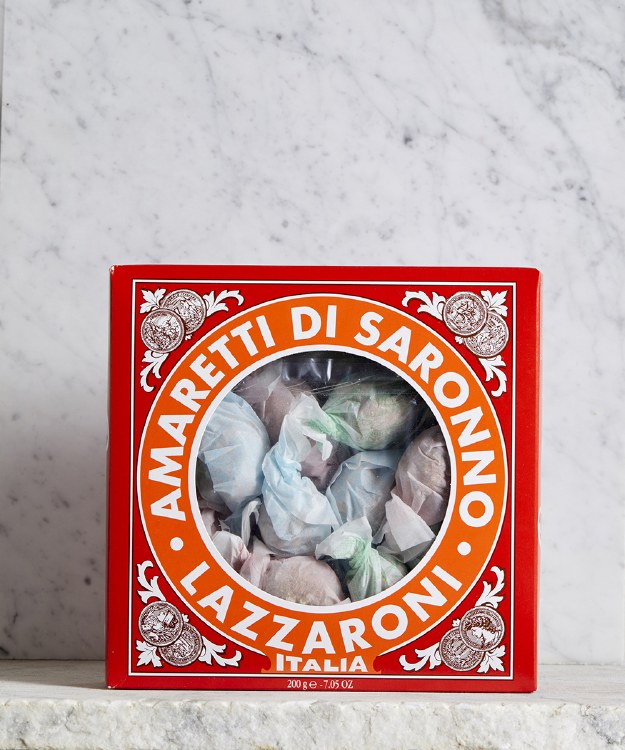 AMARETTI DI SARONNO
• LAZZARONI •
ITALIA
200 g ℮ - 7.05 OZ